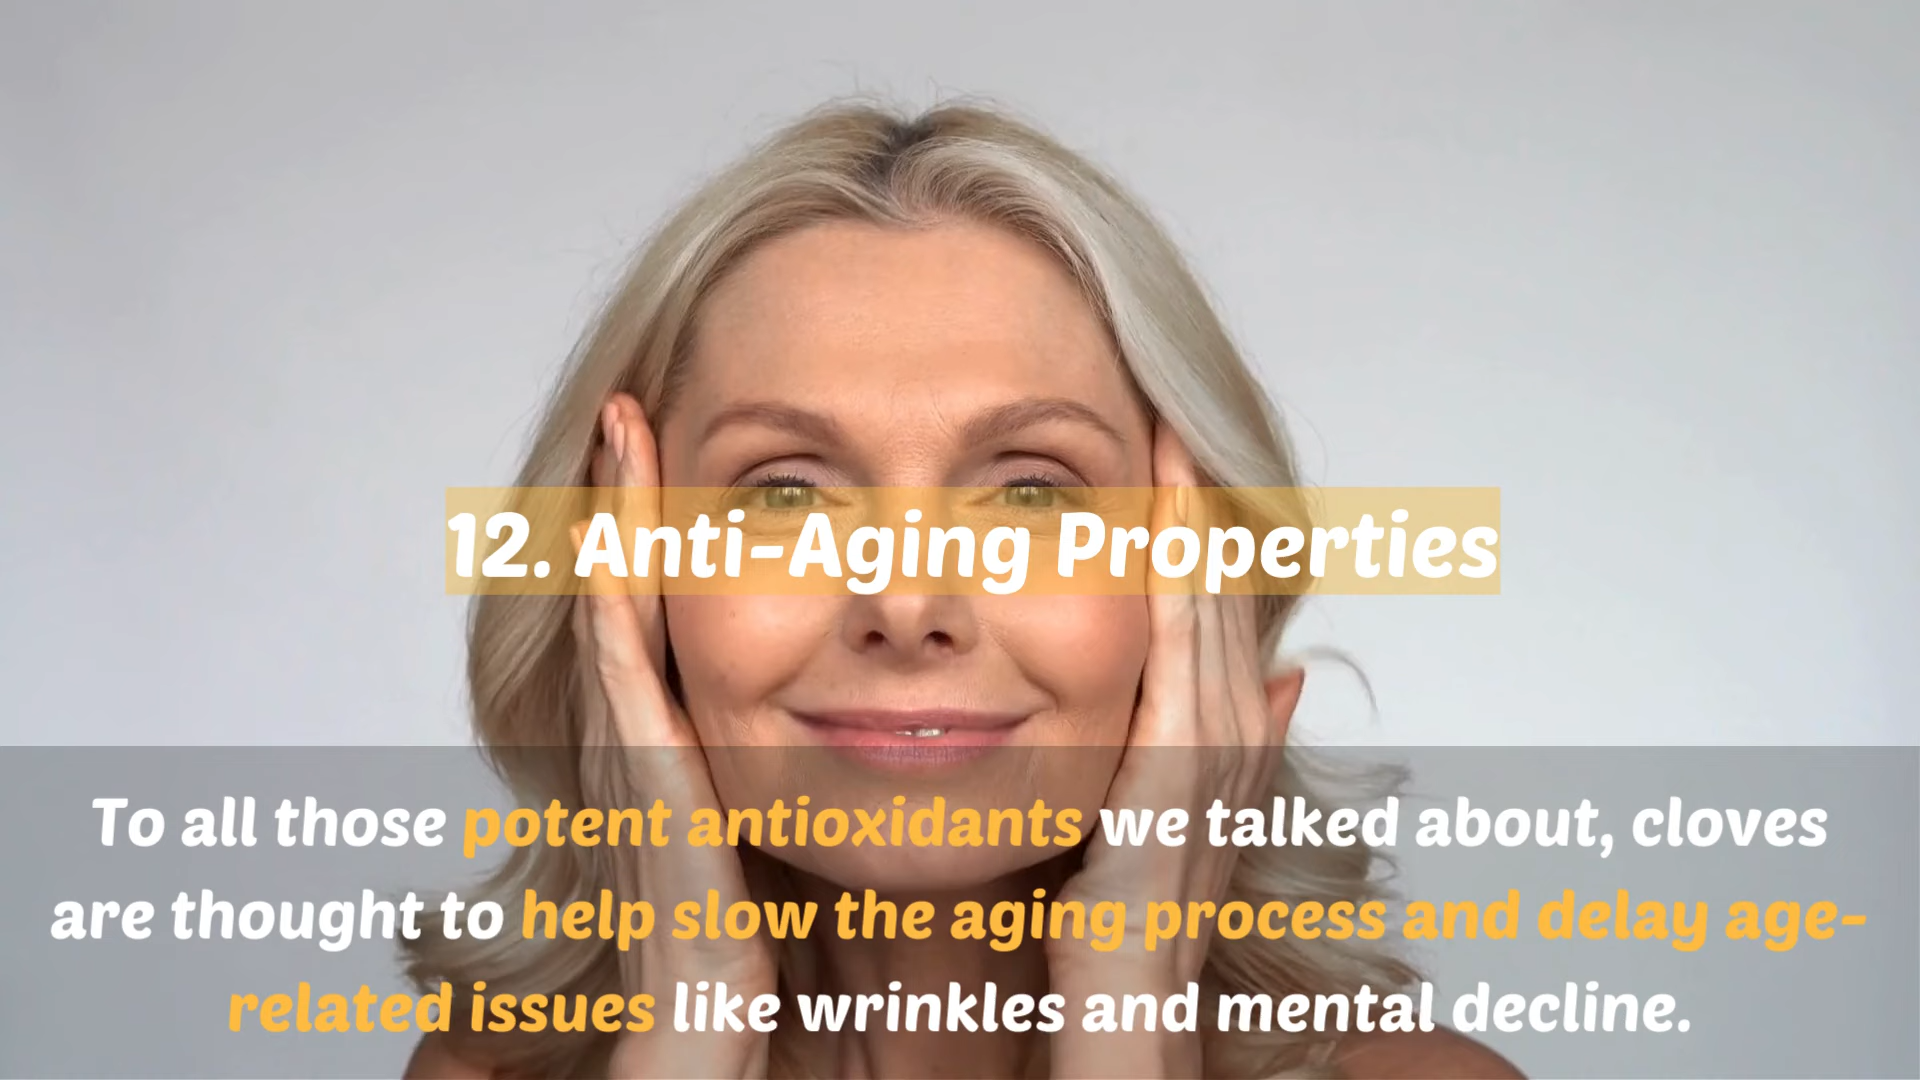 12. Anti-Aging Properties
To all those potent antioxidants we talked about, cloves
are thought to help slow the aging process and delay age-
related issues like wrinkles and mental decline.